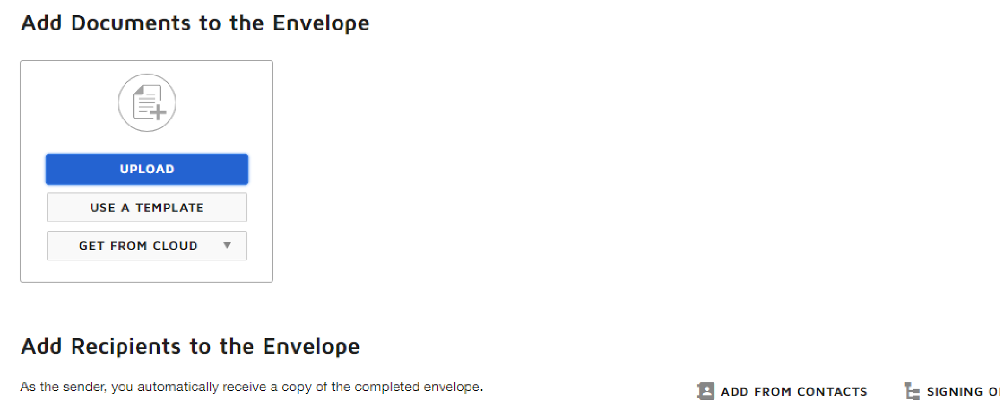 Add Documents to the Envelope
UPLOAD
USE A TEMPLATE
GET FROM CLOUD
Add Recipients to the Envelope
As the sender, you automatically receive a copy of the completed envelope.
ADD FROM CONTACTS
SIGNING